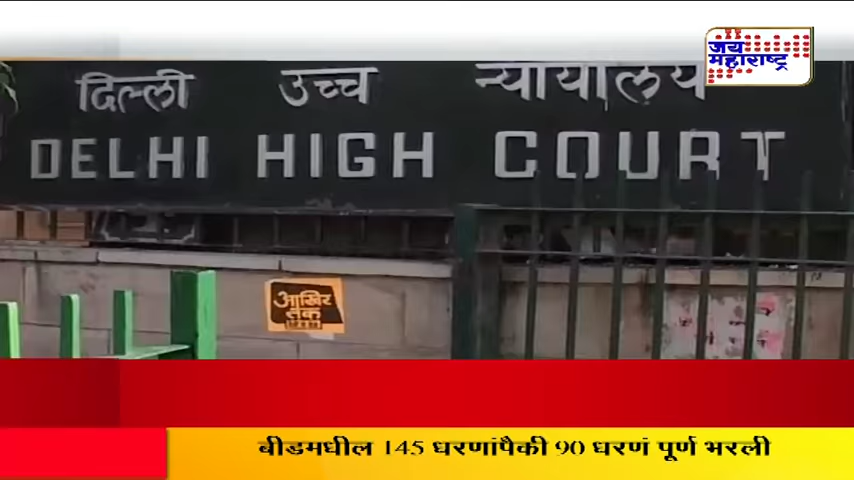 जय
महाराष्ट्र
दिल्ली उच्च न्यायालय
DELHI HIGH COURT
आखिर
तक
बीडमधील 145 धरणांपैकी 90 धरणं पूर्ण भरली